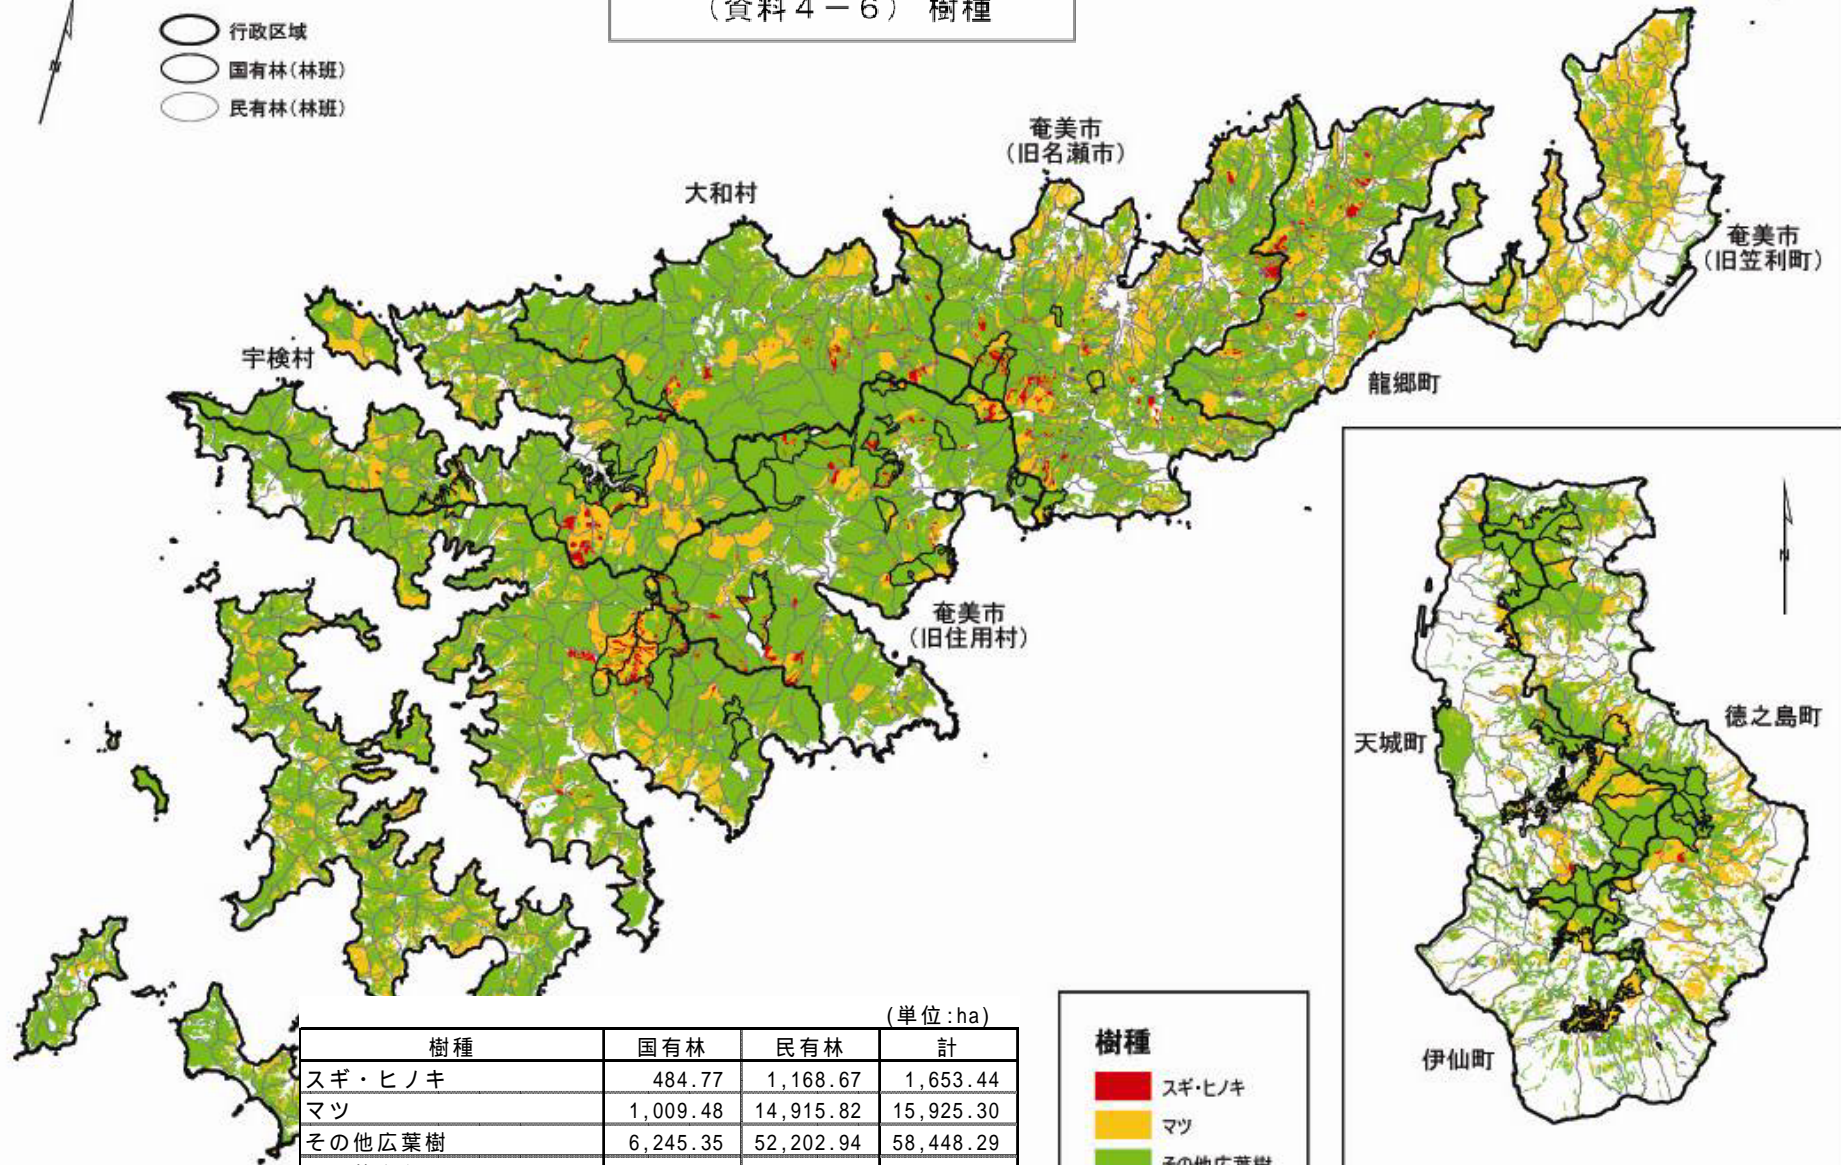 （資料４－６） 樹種
行政区域
国有林（林班）
民有林（林班）
N
奄美市
（旧名瀬市）
大和村
奄美市
（旧笠利町）
宇検村
龍郷町
奄美市
（旧住用村）
N
徳之島町
天城町
伊仙町
(単位:ha)
樹種 国有林 民有林 計
スギ・ヒノキ 484.77 1,168.67 1,653.44
マツ 1,009.48 14,915.82 15,925.30
その他広葉樹 6,245.35 52,202.94 58,448.29
樹種
スギ・ヒノキ
マツ
その他広葉樹